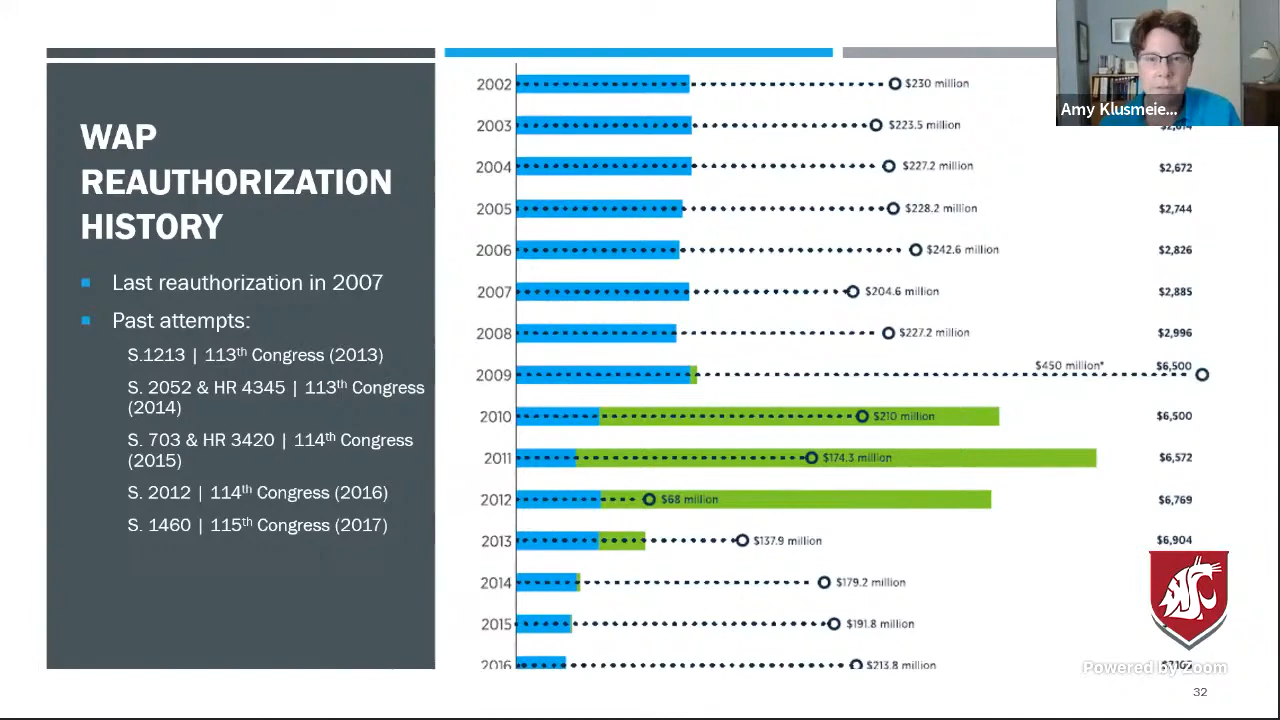 Amy Klusmeie...
WAP
REAUTHORIZATION
HISTORY
Last reauthorization in 2007
Past attempts:
S.1213 | 113th Congress (2013)
S. 2052 & HR 4345 | 113th Congress
(2014)
S. 703 & HR 3420 | 114th Congress
(2015)
S. 2012 | 114th Congress (2016)
S. 1460 | 115th Congress (2017)
2002 $230 million
2003 $223.5 million
2004 $227.2 million $2,672
2005 $228.2 million $2,744
2006 $242.6 million $2,826
2007 $204.6 million $2,885
2008 $227.2 million $2,996
2009 $450 million* $6,500
2010 $210 million $6,500
2011 $174.3 million $6,572
2012 $68 million $6,769
2013 $137.9 million $6,904
2014 $179.2 million
2015 $191.8 million
2016 $213.8 million
Powered by Zoom
32